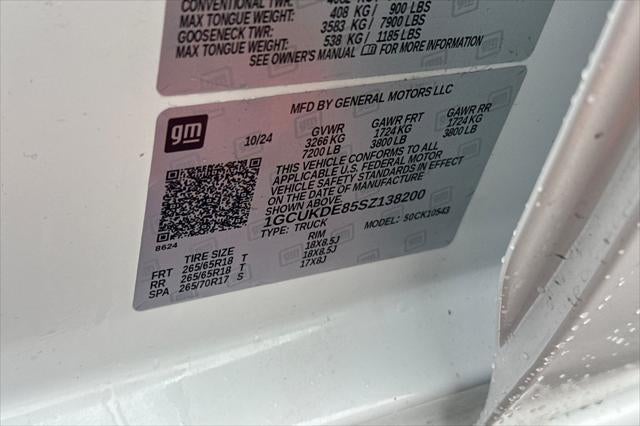 CONVENTIONAL TWR:
MAX TONGUE WEIGHT: 408 KG / 900 LBS
GOOSENECK TWR: 3583 KG / 7900 LBS
MAX TONGUE WEIGHT: 538 KG / 1185 LBS
SEE OWNER'S MANUAL FOR MORE INFORMATION
gm
MFD BY GENERAL MOTORS LLC
10/24 GVWR GAWR FRT GAWR RR
3266 KG 1724 KG 1724 KG
7200 LB 3800 LB 3800 LB
THIS VEHICLE CONFORMS TO ALL
APPLICABLE U.S. FEDERAL MOTOR
VEHICLE SAFETY STANDARDS IN EFFECT
ON THE DATE OF MANUFACTURE
SHOWN ABOVE
1GCUKDE85SZ138200
TYPE: TRUCK MODEL: 50CK10543
8624
TIRE SIZE RIM
FRT 265/65R18 T 18X8.5J
RR 265/65R18 T 18X8.5J
SPA 265/70R17 S 17X8J